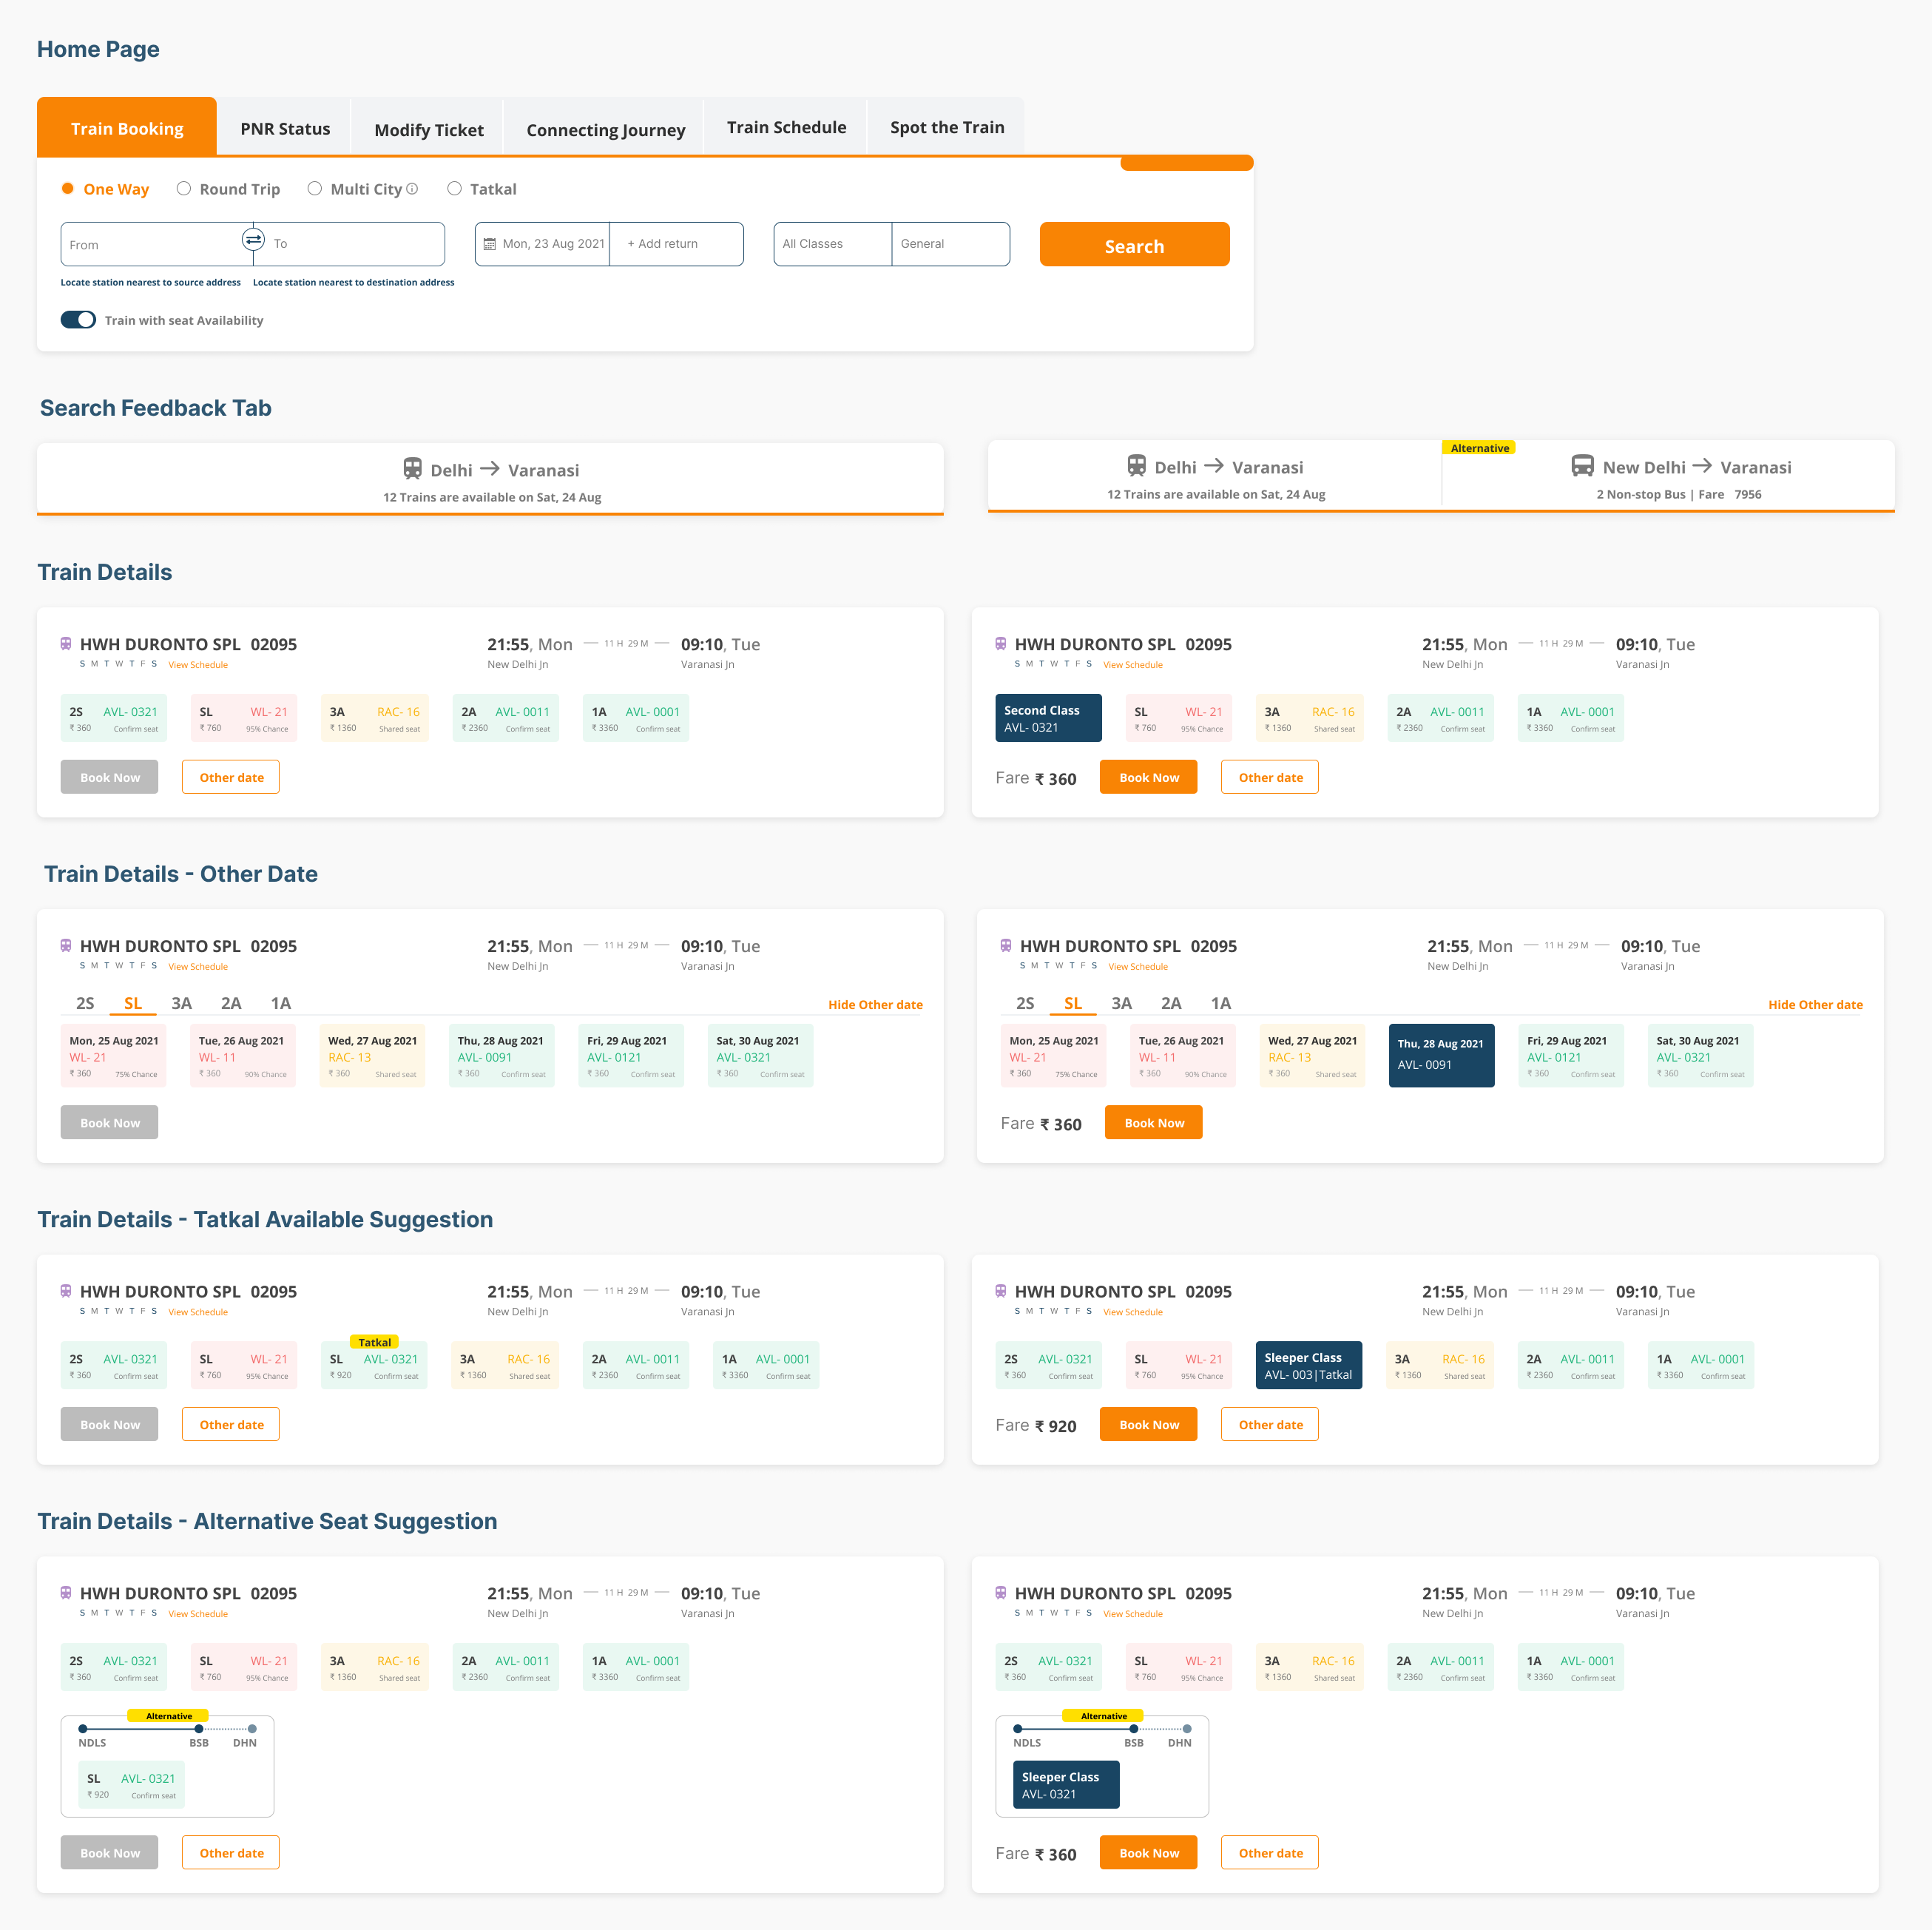 Home Page
Train Booking PNR Status Modify Ticket Connecting Journey Train Schedule Spot the Train
One Way Round Trip Multi City Tatkal
From To Mon, 23 Aug 2021 + Add return All Classes General Search
Locate station nearest to source address Locate station nearest to destination address
Train with seat Availability
Search Feedback Tab
Delhi → Varanasi
12 Trains are available on Sat, 24 Aug
Alternative
Delhi → Varanasi New Delhi → Varanasi
12 Trains are available on Sat, 24 Aug 2 Non-stop Bus | Fare 7956
Train Details
HWH DURONTO SPL 02095 21:55, Mon 11 H 29 M 09:10, Tue
S M T W T F S View Schedule New Delhi Jn Varanasi Jn
2S AVL- 0321 SL WL- 21 3A RAC- 16 2A AVL- 0011 1A AVL- 0001
₹ 360 Confirm seat ₹ 760 95% Chance ₹ 1360 Shared seat ₹ 2360 Confirm seat ₹ 3360 Confirm seat
Book Now Other date
HWH DURONTO SPL 02095 21:55, Mon 11 H 29 M 09:10, Tue
S M T W T F S View Schedule New Delhi Jn Varanasi Jn
Second Class SL WL- 21 3A RAC- 16 2A AVL- 0011 1A AVL- 0001
AVL- 0321 ₹ 760 95% Chance ₹ 1360 Shared seat ₹ 2360 Confirm seat ₹ 3360 Confirm seat
Fare ₹ 360 Book Now Other date
Train Details - Other Date
HWH DURONTO SPL 02095 21:55, Mon 11 H 29 M 09:10, Tue
S M T W T F S View Schedule New Delhi Jn Varanasi Jn
2S SL 3A 2A 1A Hide Other date
Mon, 25 Aug 2021 Tue, 26 Aug 2021 Wed, 27 Aug 2021 Thu, 28 Aug 2021 Fri, 29 Aug 2021 Sat, 30 Aug 2021
WL- 21 WL- 11 RAC- 13 AVL- 0091 AVL- 0121 AVL- 0321
₹ 360 75% Chance ₹ 360 90% Chance ₹ 360 Shared seat ₹ 360 Confirm seat ₹ 360 Confirm seat ₹ 360 Confirm seat
Book Now
HWH DURONTO SPL 02095 21:55, Mon 11 H 29 M 09:10, Tue
S M T W T F S View Schedule New Delhi Jn Varanasi Jn
2S SL 3A 2A 1A Hide Other date
Mon, 25 Aug 2021 Tue, 26 Aug 2021 Wed, 27 Aug 2021 Thu, 28 Aug 2021 Fri, 29 Aug 2021 Sat, 30 Aug 2021
WL- 21 WL- 11 RAC- 13 AVL- 0091 AVL- 0121 AVL- 0321
₹ 360 75% Chance ₹ 360 90% Chance ₹ 360 Shared seat ₹ 360 Confirm seat ₹ 360 Confirm seat
Fare ₹ 360 Book Now
Train Details - Tatkal Available Suggestion
HWH DURONTO SPL 02095 21:55, Mon 11 H 29 M 09:10, Tue
S M T W T F S View Schedule New Delhi Jn Varanasi Jn
Tatkal
2S AVL- 0321 SL WL- 21 SL AVL- 0321 3A RAC- 16 2A AVL- 0011 1A AVL- 0001
₹ 360 Confirm seat ₹ 760 95% Chance ₹ 920 Confirm seat ₹ 1360 Shared seat ₹ 2360 Confirm seat ₹ 3360 Confirm seat
Book Now Other date
HWH DURONTO SPL 02095 21:55, Mon 11 H 29 M 09:10, Tue
S M T W T F S View Schedule New Delhi Jn Varanasi Jn
2S AVL- 0321 SL WL- 21 Sleeper Class 3A RAC- 16 2A AVL- 0011 1A AVL- 0001
₹ 360 Confirm seat ₹ 760 95% Chance AVL- 003|Tatkal ₹ 1360 Shared seat ₹ 2360 Confirm seat ₹ 3360 Confirm seat
Fare ₹ 920 Book Now Other date
Train Details - Alternative Seat Suggestion
HWH DURONTO SPL 02095 21:55, Mon 11 H 29 M 09:10, Tue
S M T W T F S View Schedule New Delhi Jn Varanasi Jn
2S AVL- 0321 SL WL- 21 3A RAC- 16 2A AVL- 0011 1A AVL- 0001
₹ 360 Confirm seat ₹ 760 95% Chance ₹ 1360 Shared seat ₹ 2360 Confirm seat ₹ 3360 Confirm seat
Alternative
NDLS BSB DHN
SL AVL- 0321
₹ 920 Confirm seat
Book Now Other date
HWH DURONTO SPL 02095 21:55, Mon 11 H 29 M 09:10, Tue
S M T W T F S View Schedule New Delhi Jn Varanasi Jn
2S AVL- 0321 SL WL- 21 3A RAC- 16 2A AVL- 0011 1A AVL- 0001
₹ 360 Confirm seat ₹ 760 95% Chance ₹ 1360 Shared seat ₹ 2360 Confirm seat ₹ 3360 Confirm seat
Alternative
NDLS BSB DHN
Sleeper Class
AVL- 0321
Fare ₹ 360 Book Now Other date